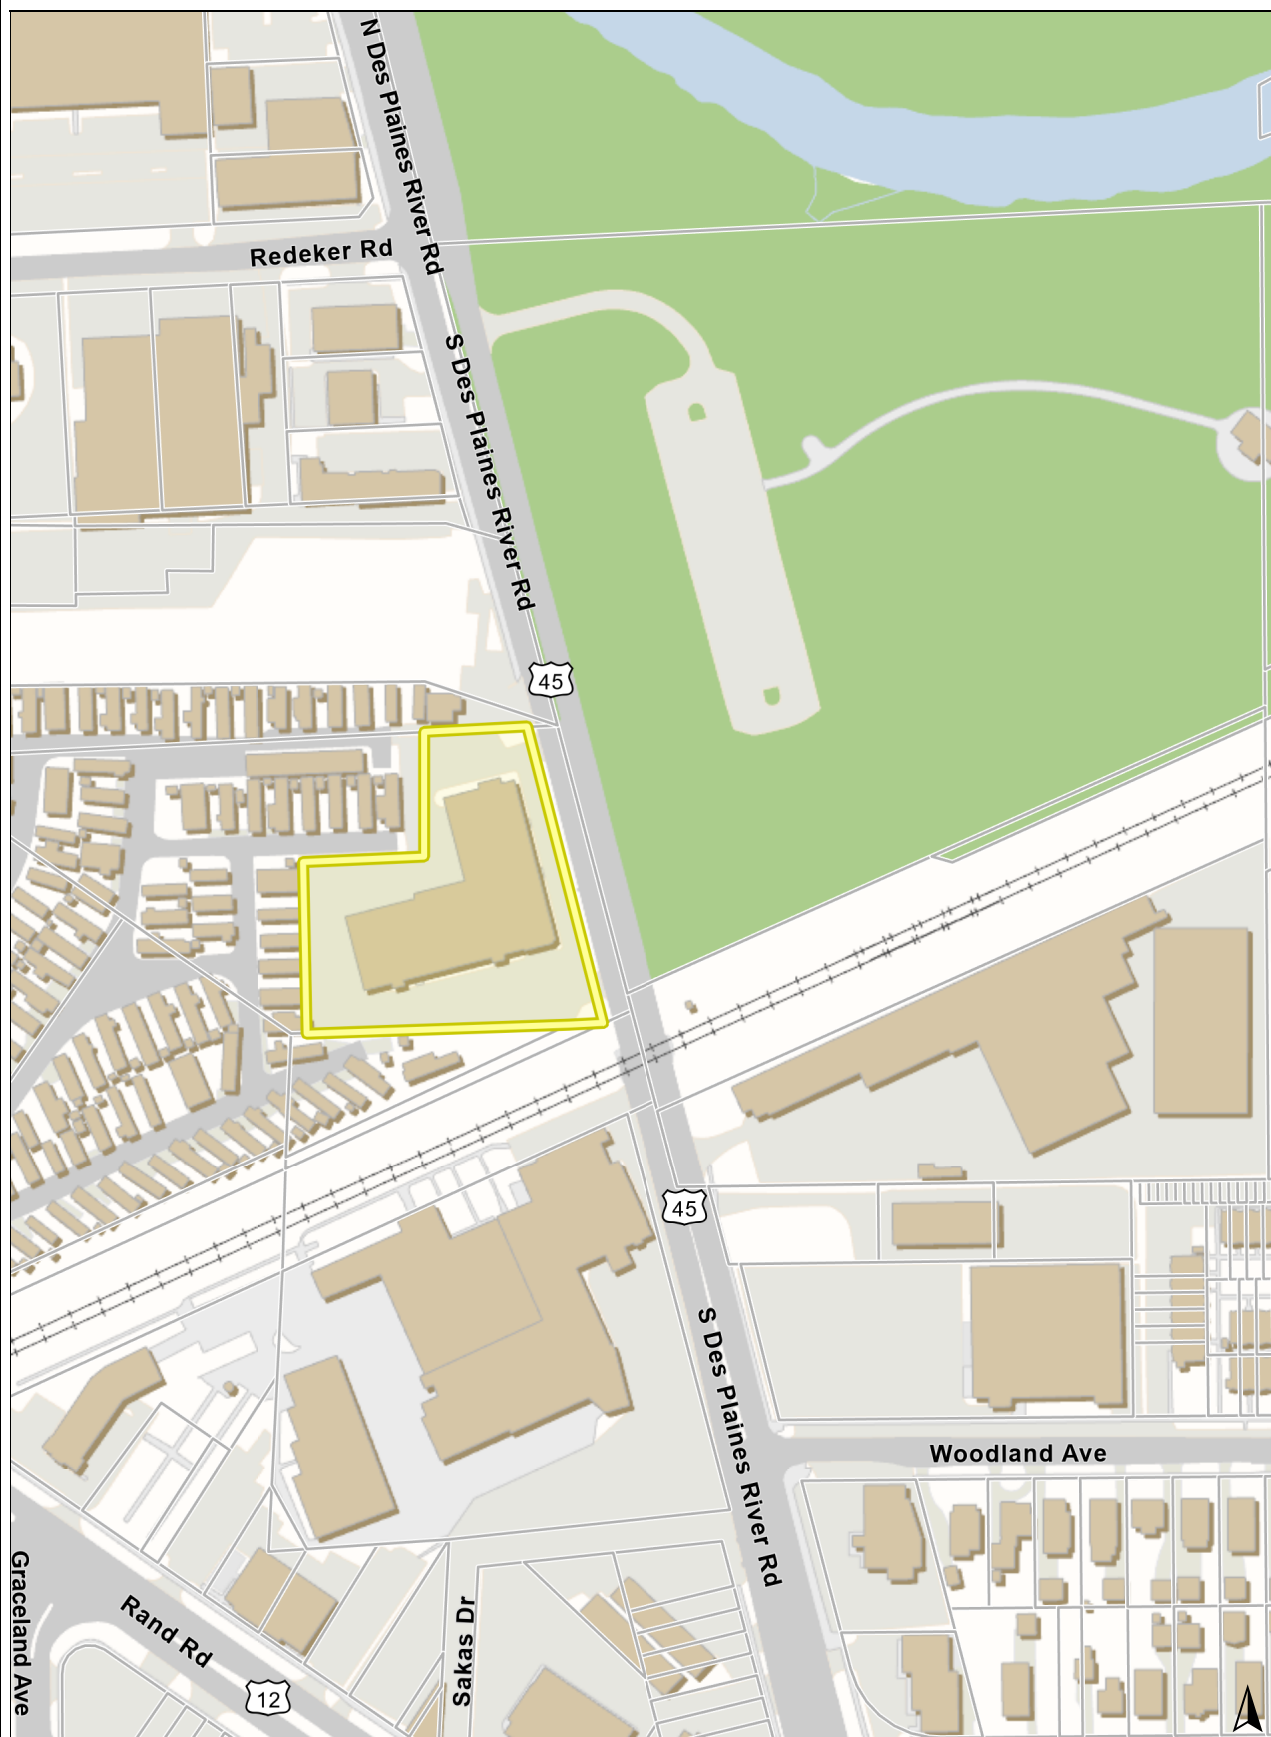 N Des Plaines River Rd
Redeker Rd
S Des Plaines River Rd
45
45
S Des Plaines River Rd
Woodland Ave
Graceland Ave
Rand Rd
Sakas Dr
12